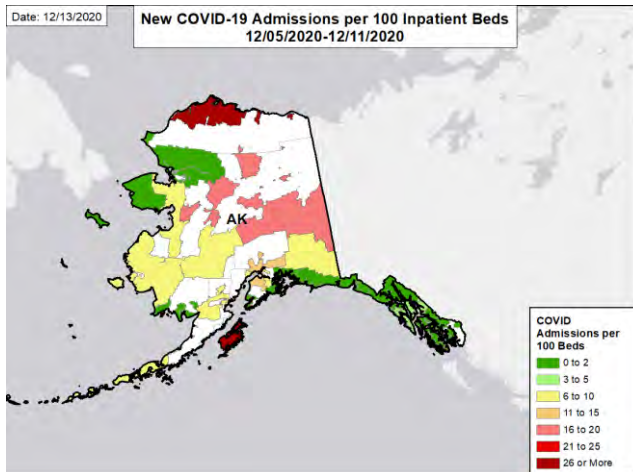 Date: 12/13/2020
New COVID-19 Admissions per 100 Inpatient Beds
12/05/2020-12/11/2020
AK
COVID
Admissions per
100 Beds
0 to 2
3 to 5
6 to 10
11 to 15
16 to 20
21 to 25
26 or More